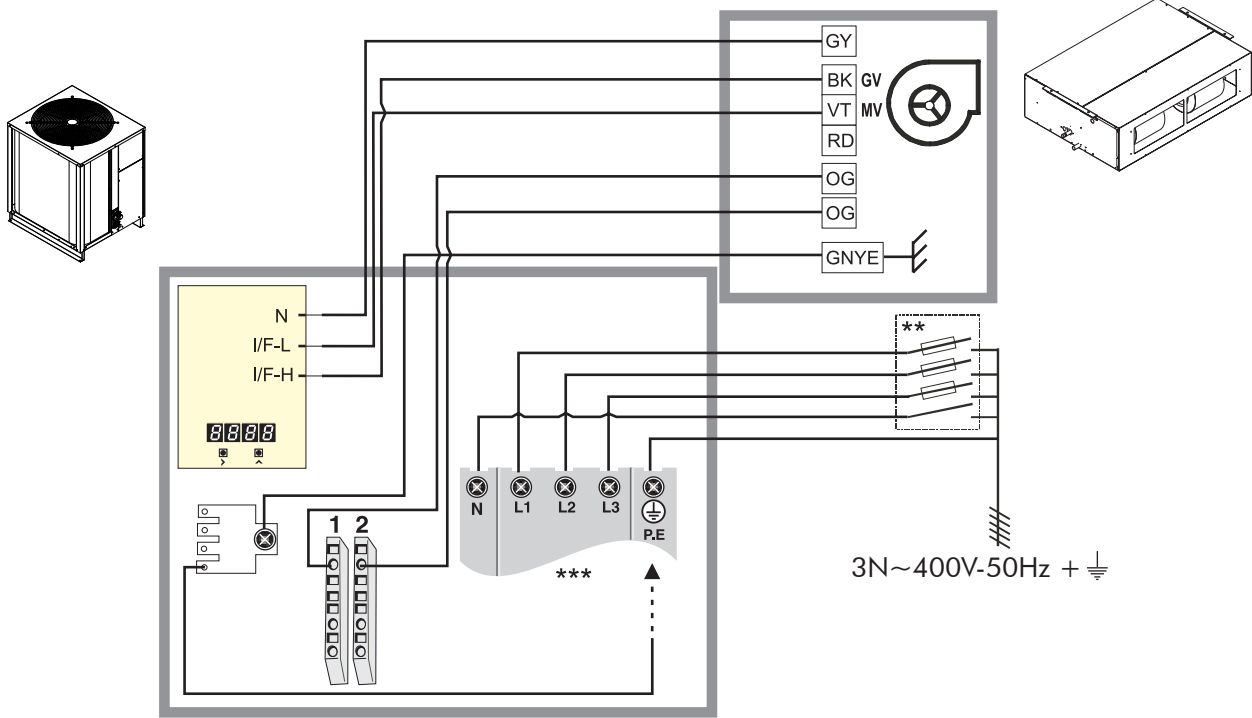 GY
BK GV
VT MV
RD
OG
OG
GNYE
N
I/F-L
I/F-H
8888
**
N L1 L2 L3
P.E
1 2
***
3N~400V-50Hz + ⏚